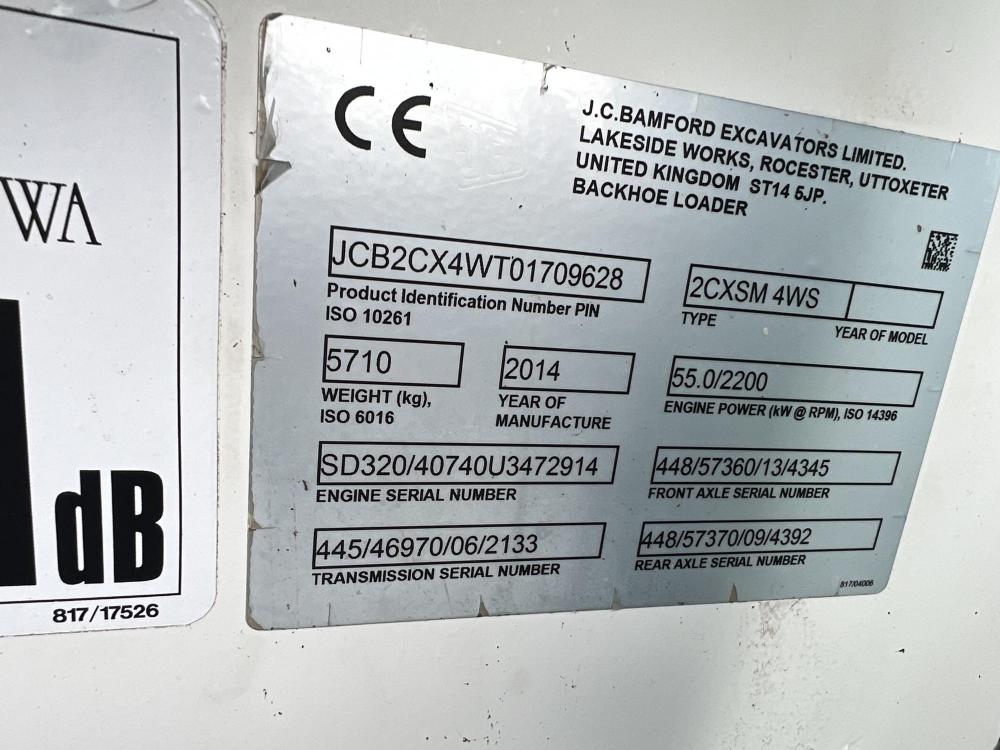 WA
dB
817/17526
CE
J.C.BAMFORD EXCAVATORS LIMITED.
LAKESIDE WORKS, ROCESTER, UTTOXETER
UNITED KINGDOM ST14 5JP.
BACKHOE LOADER
JCB2CX4WT01709628
Product Identification Number PIN
ISO 10261
2CXSM 4WS
TYPE
YEAR OF MODEL
5710
WEIGHT (kg),
ISO 6016
2014
YEAR OF
MANUFACTURE
55.0/2200
ENGINE POWER (kW @ RPM), ISO 14396
SD320/40740U3472914
ENGINE SERIAL NUMBER
448/57360/13/4345
FRONT AXLE SERIAL NUMBER
445/46970/06/2133
TRANSMISSION SERIAL NUMBER
448/57370/09/4392
REAR AXLE SERIAL NUMBER
817/04006